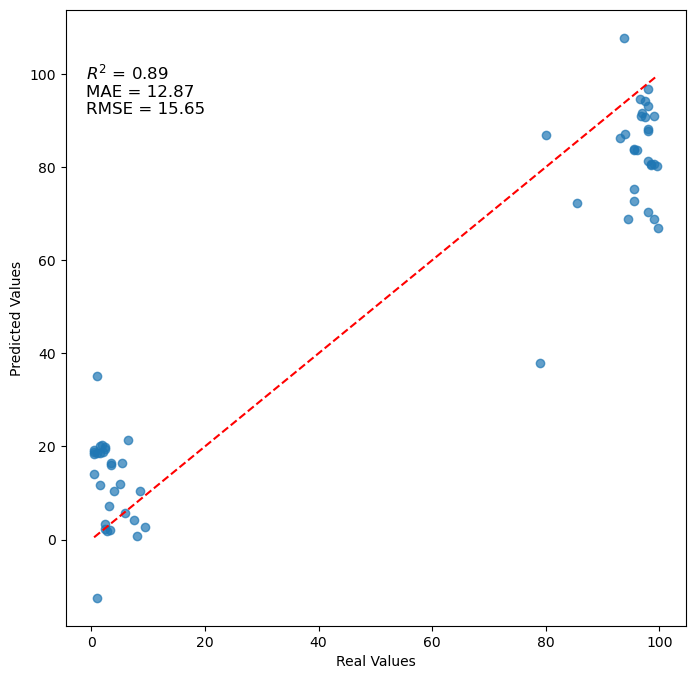 R² = 0.89
MAE = 12.87
RMSE = 15.65
100
80
60
40
20
0
Predicted Values
0 20 40 60 80 100
Real Values